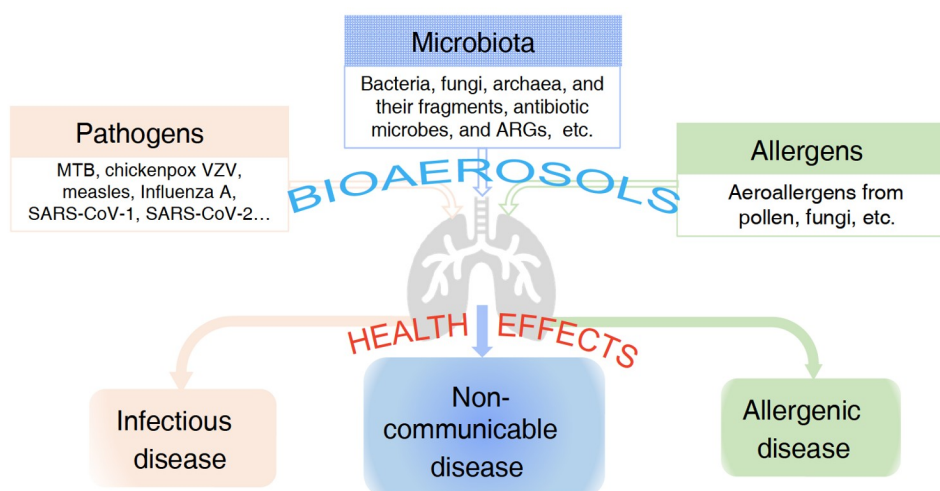 Microbiota
Bacteria, fungi, archaea, and
their fragments, antibiotic
microbes, and ARGs, etc.
Pathogens
MTB, chickenpox VZV,
measles, Influenza A,
SARS-CoV-1, SARS-CoV-2...
Allergens
Aeroallergens from
pollen, fungi, etc.
BIOAEROSOLS
HEALTH EFFECTS
Infectious
disease
Non-
communicable
disease
Allergenic
disease